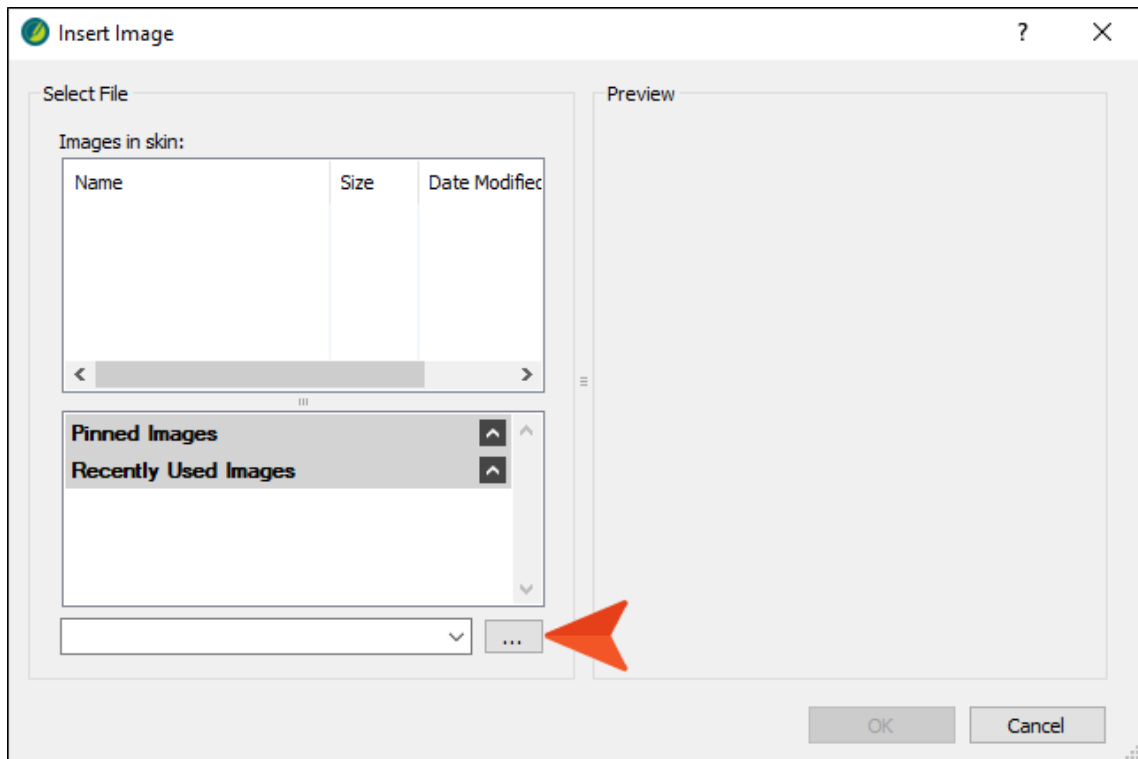 Insert Image
Select File
Images in skin:
Name Size Date Modified
Pinned Images
Recently Used Images
...
Preview
OK Cancel